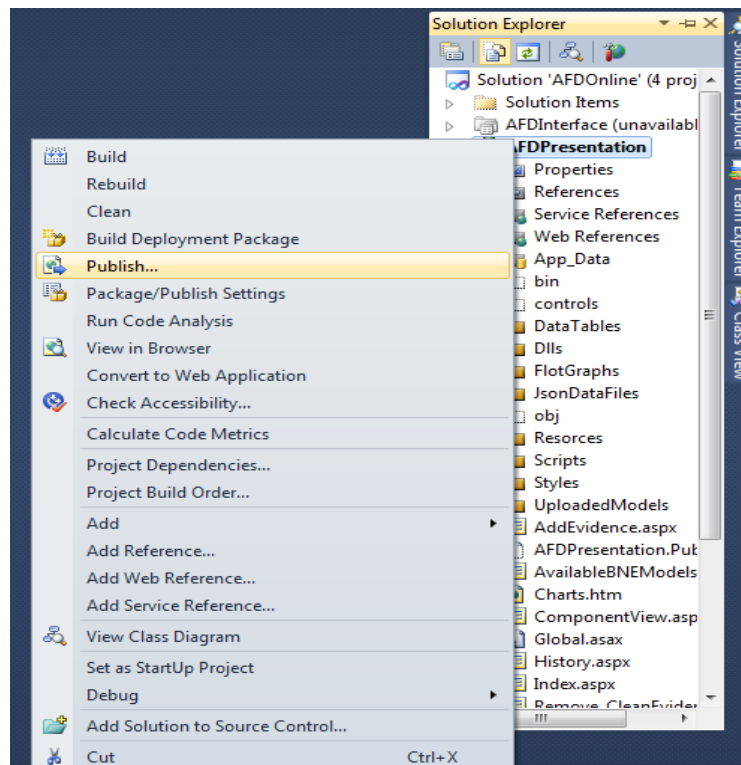 Solution Explorer
Solution 'AFDOnline' (4 proj
Solution Items
AFDInterface (unavailabl
FDPresentation
Properties
References
Service References
Web References
App_Data
bin
controls
DataTables
Dlls
FlotGraphs
JsonDataFiles
obj
Resorces
Scripts
Styles
UploadedModels
AddEvidence.aspx
AFDPresentation.Pub
AvailableBNEModels
Charts.htm
ComponentView.asp
Global.asax
History.aspx
Index.aspx
Remove_CleanEvider
Build
Rebuild
Clean
Build Deployment Package
Publish...
Package/Publish Settings
Run Code Analysis
View in Browser
Convert to Web Application
Check Accessibility...
Calculate Code Metrics
Project Dependencies...
Project Build Order...
Add
Add Reference...
Add Web Reference...
Add Service Reference...
View Class Diagram
Set as StartUp Project
Debug
Add Solution to Source Control...
Cut Ctrl+X
Solution Explorer
Team Explorer
Class View